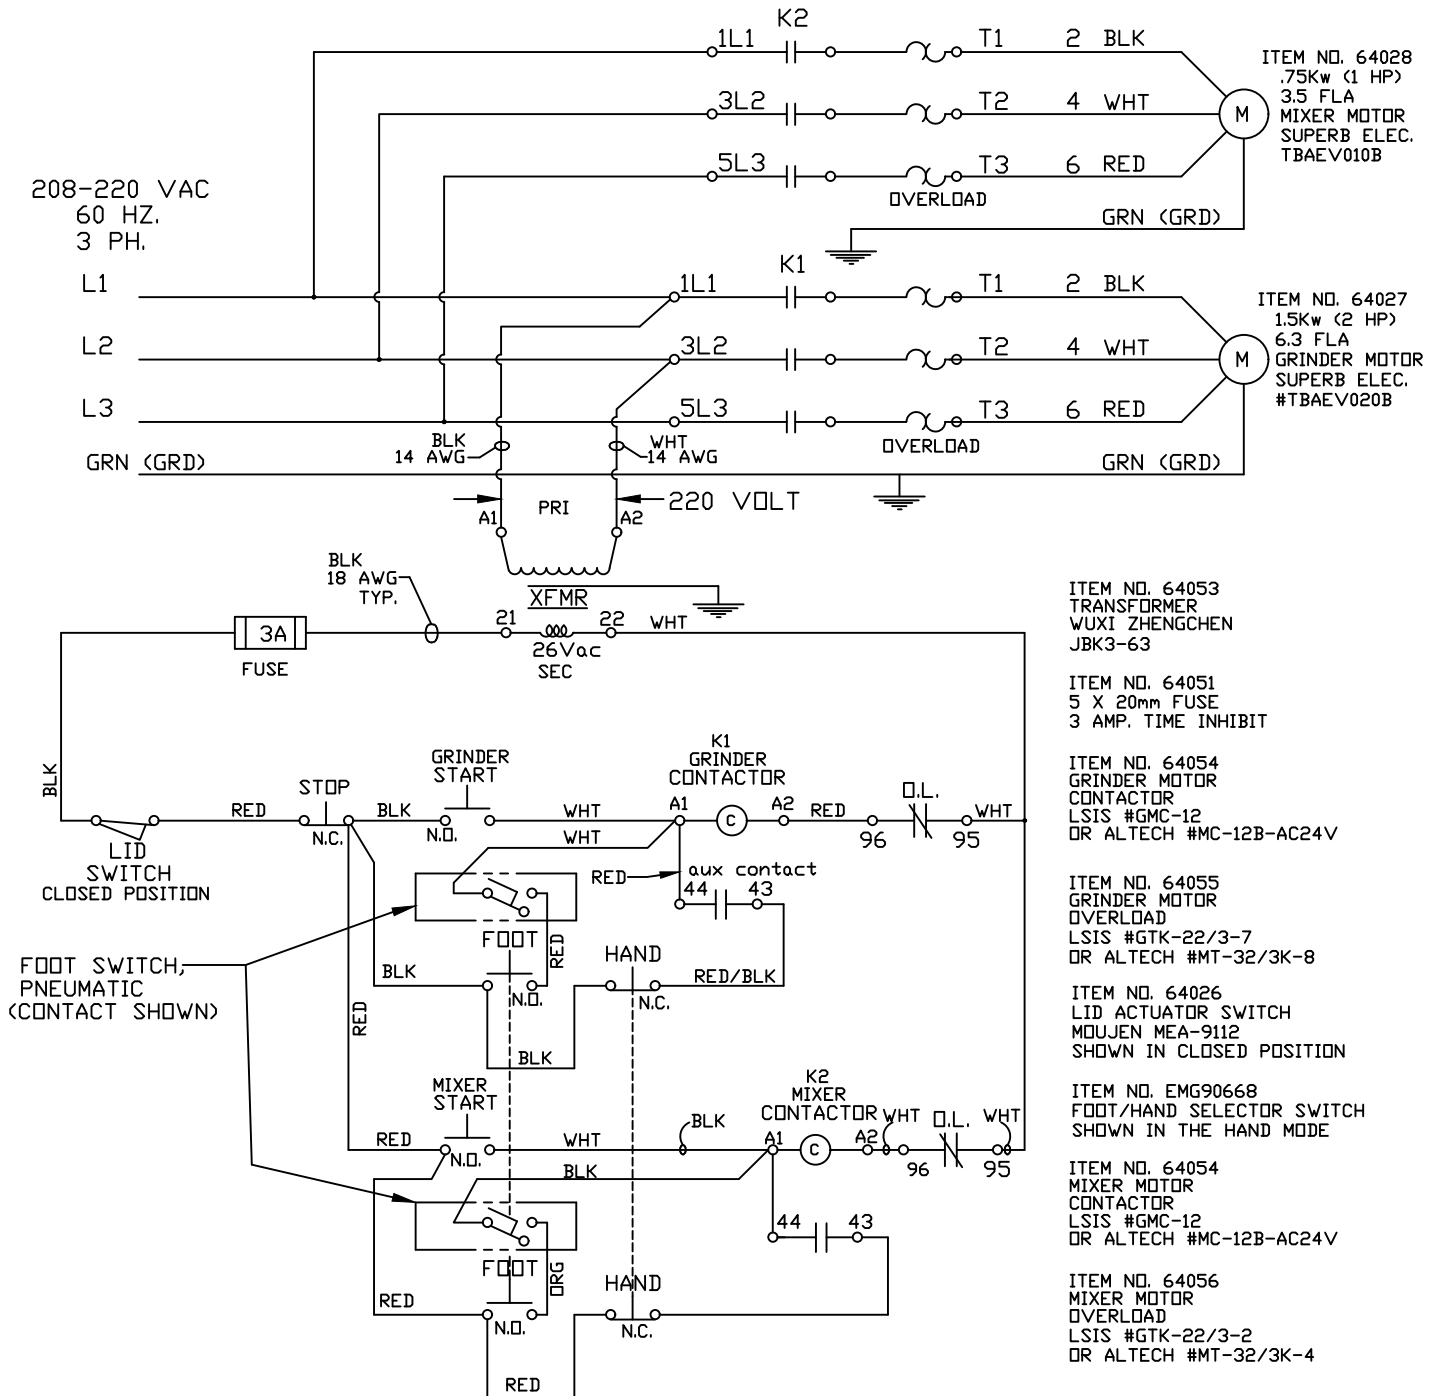 K2
1L1
T1
2 BLK
3L2
T2
4 WHT
5L3
T3
6 RED
OVERLOAD
GRN (GRD)
M
ITEM NO. 64028
.75Kw (1 HP)
3.5 FLA
MIXER MOTOR
SUPERB ELEC.
TBAEV010B
208-220 VAC
60 HZ.
3 PH.
L1
L2
L3
GRN (GRD)
K1
1L1
T1
2 BLK
3L2
T2
4 WHT
5L3
T3
6 RED
OVERLOAD
GRN (GRD)
M
ITEM NO. 64027
1.5Kw (2 HP)
6.3 FLA
GRINDER MOTOR
SUPERB ELEC.
#TBAEV020B
BLK
14 AWG
WHT
14 AWG
PRI
220 VOLT
A1
A2
BLK
18 AWG
TYP.
XFMR
3A
FUSE
21
22
WHT
26Vac
SEC
BLK
LID
SWITCH
CLOSED POSITION
RED
STOP
N.C.
BLK
GRINDER
START
N.O.
WHT
WHT
K1
GRINDER
CONTACTOR
A1
C
A2
RED
O.L.
96
95
WHT
RED
aux contact
44
43
FOOT
RED
HAND
BLK
N.O.
N.C.
RED/BLK
BLK
RED
FOOT SWITCH,
PNEUMATIC
(CONTACT SHOWN)
MIXER
START
RED
N.O.
WHT
BLK
BLK
K2
MIXER
CONTACTOR
A1
C
A2
WHT
O.L.
WHT
96
95
44
43
FOOT
ORG
HAND
RED
N.O.
N.C.
RED
ITEM NO. 64053
TRANSFORMER
WUXI ZHENGCHEN
JBK3-63
ITEM NO. 64051
5 X 20mm FUSE
3 AMP. TIME INHIBIT
ITEM NO. 64054
GRINDER MOTOR
CONTACTOR
LSIS #GMC-12
OR ALTECH #MC-12B-AC24V
ITEM NO. 64055
GRINDER MOTOR
OVERLOAD
LSIS #GTK-22/3-7
OR ALTECH #MT-32/3K-8
ITEM NO. 64026
LID ACTUATOR SWITCH
MOUJEN MEA-9112
SHOWN IN CLOSED POSITION
ITEM NO. EMG90668
FOOT/HAND SELECTOR SWITCH
SHOWN IN THE HAND MODE
ITEM NO. 64054
MIXER MOTOR
CONTACTOR
LSIS #GMC-12
OR ALTECH #MC-12B-AC24V
ITEM NO. 64056
MIXER MOTOR
OVERLOAD
LSIS #GTK-22/3-2
OR ALTECH #MT-32/3K-4